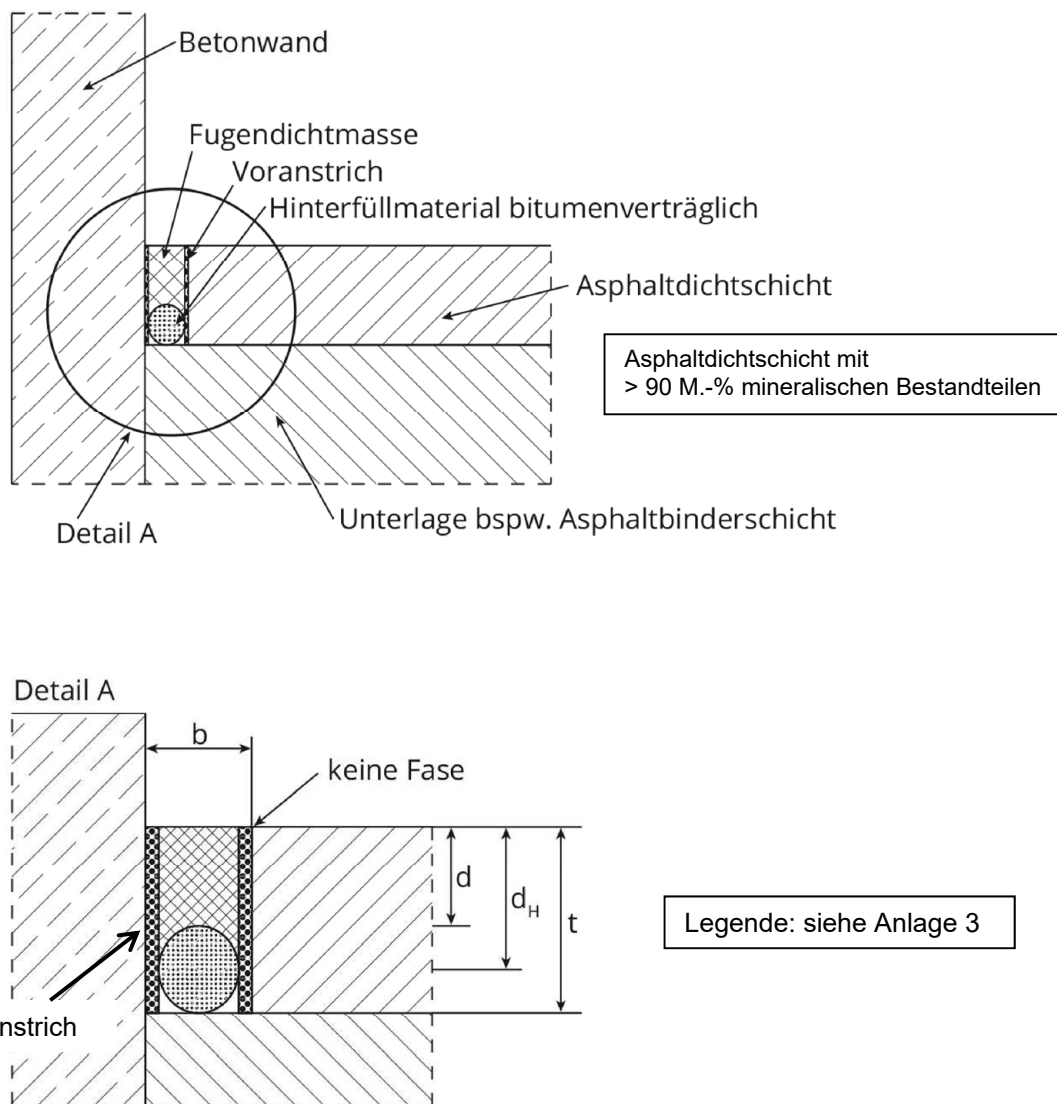 Betonwand
Fugendichtmasse
Voranstrich
Hinterfüllmaterial bitumenverträglich
Asphaltdichtschicht
Asphaltdichtschicht mit
> 90 M.-% mineralischen Bestandteilen
Detail A
Unterlage bspw. Asphaltbinderschicht
Detail A
b
keine Fase
d
dH
t
Legende: siehe Anlage 3
nstrich